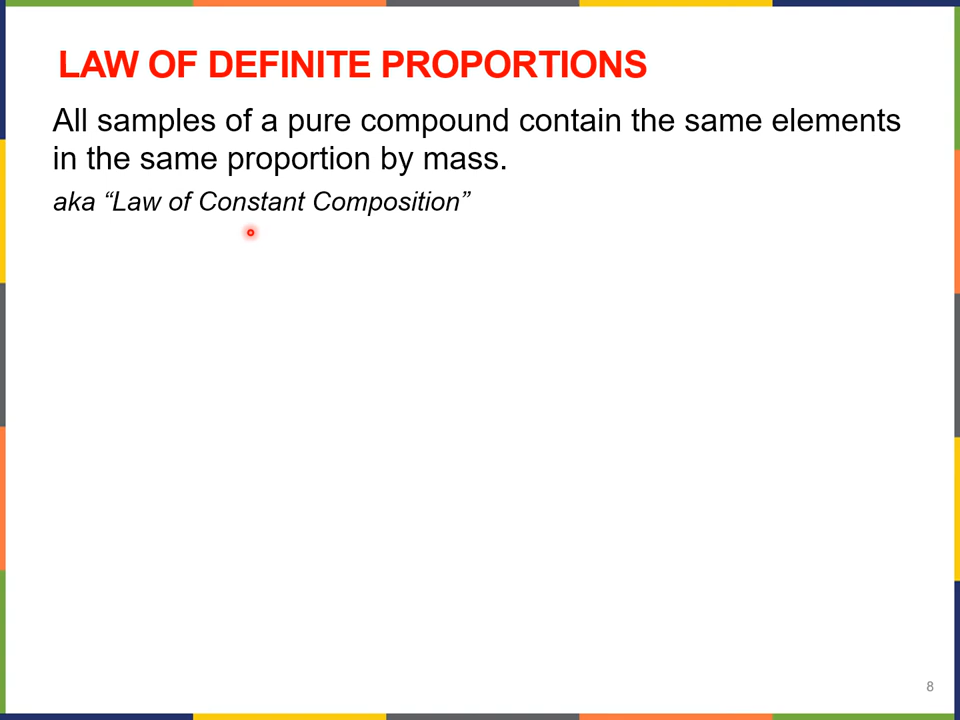 LAW OF DEFINITE PROPORTIONS
All samples of a pure compound contain the same elements
in the same proportion by mass.
aka “Law of Constant Composition”
8